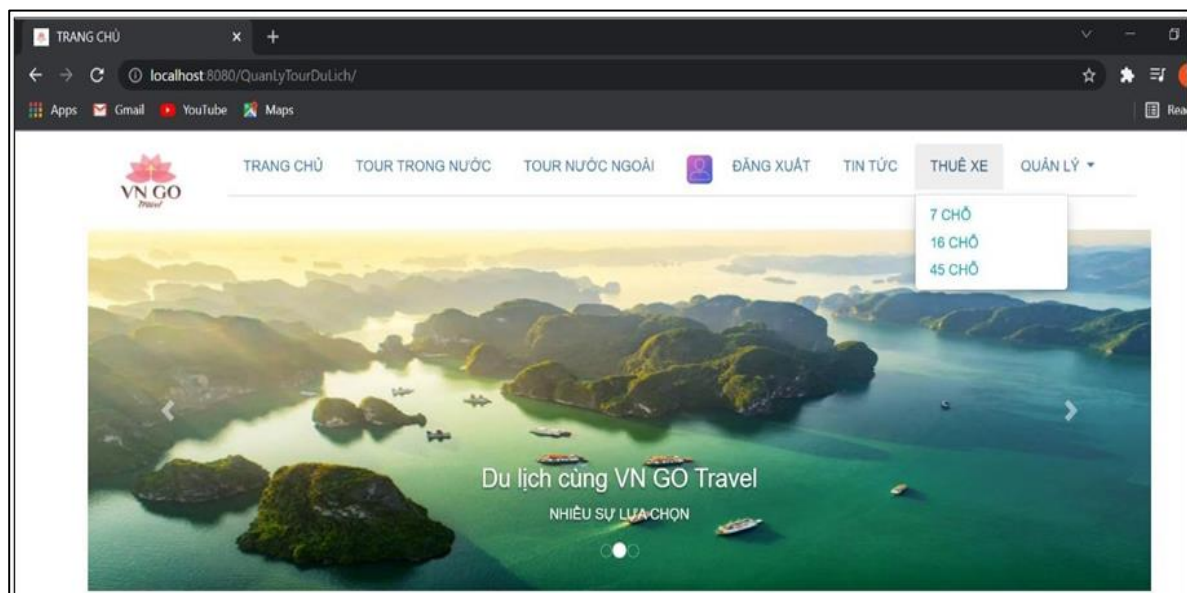 TRANG CHỦ
localhost:8080/QuanLyTourDuLich/
Apps Gmail YouTube Maps Rea
VN GO
Travel
TRANG CHỦ TOUR TRONG NƯỚC TOUR NƯỚC NGOÀI ĐĂNG XUẤT TIN TỨC THUÊ XE QUẢN LÝ
7 CHỖ
16 CHỖ
45 CHỖ
Du lịch cùng VN GO Travel
NHIỀU SỰ LỰA CHỌN